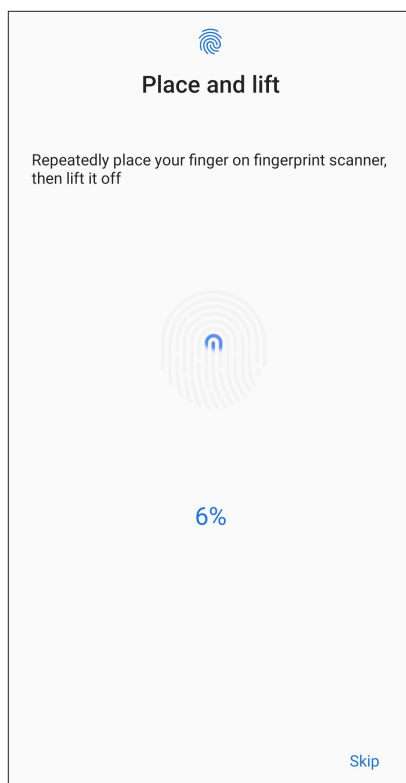 Place and lift
Repeatedly place your finger on fingerprint scanner,
then lift it off
6%
Skip